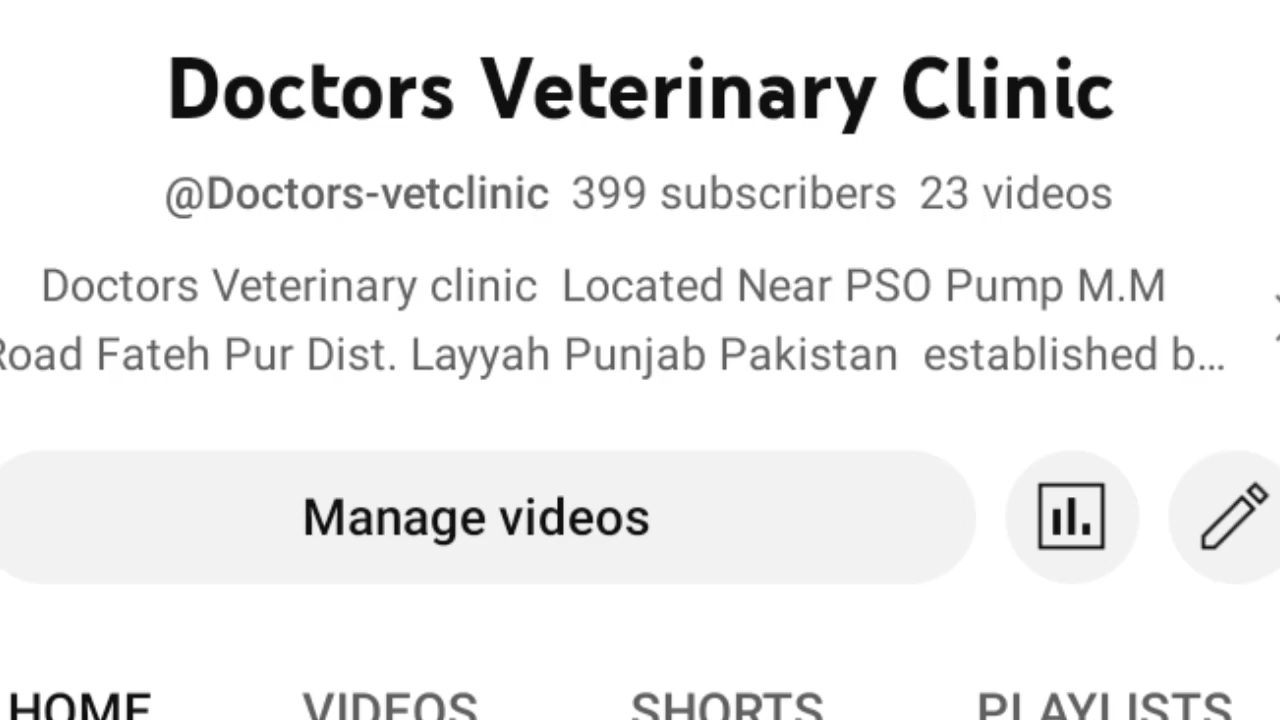 Doctors Veterinary Clinic
@Doctors-vetclinic 399 subscribers 23 videos
Doctors Veterinary clinic Located Near PSO Pump M.M
Road Fateh Pur Dist. Layyah Punjab Pakistan established b...
Manage videos
HOME VIDEOS SHORTS PLAYLISTS